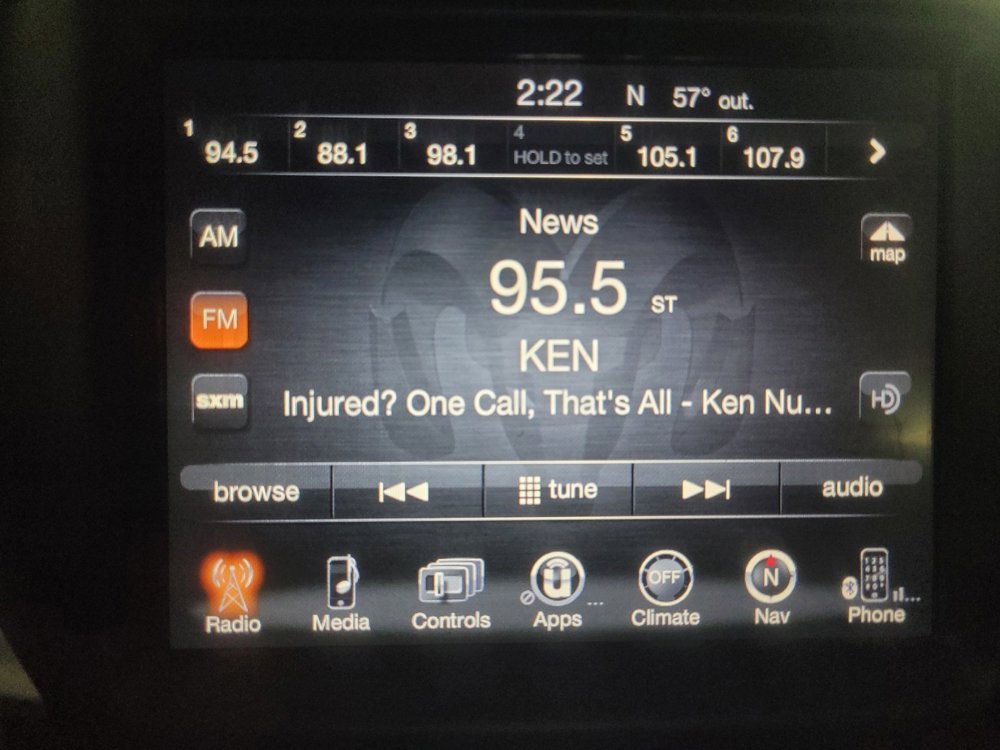 2:22 N 57° out.
1 94.5 2 88.1 3 98.1 4 HOLD to set 5 105.1 6 107.9
News
AM
map
95.5 ST
FM
KEN
sxm
Injured? One Call, That's All - Ken Nu...
HD
browse tune audio
OFF N
Radio Media Controls Apps ... Climate Nav Phone